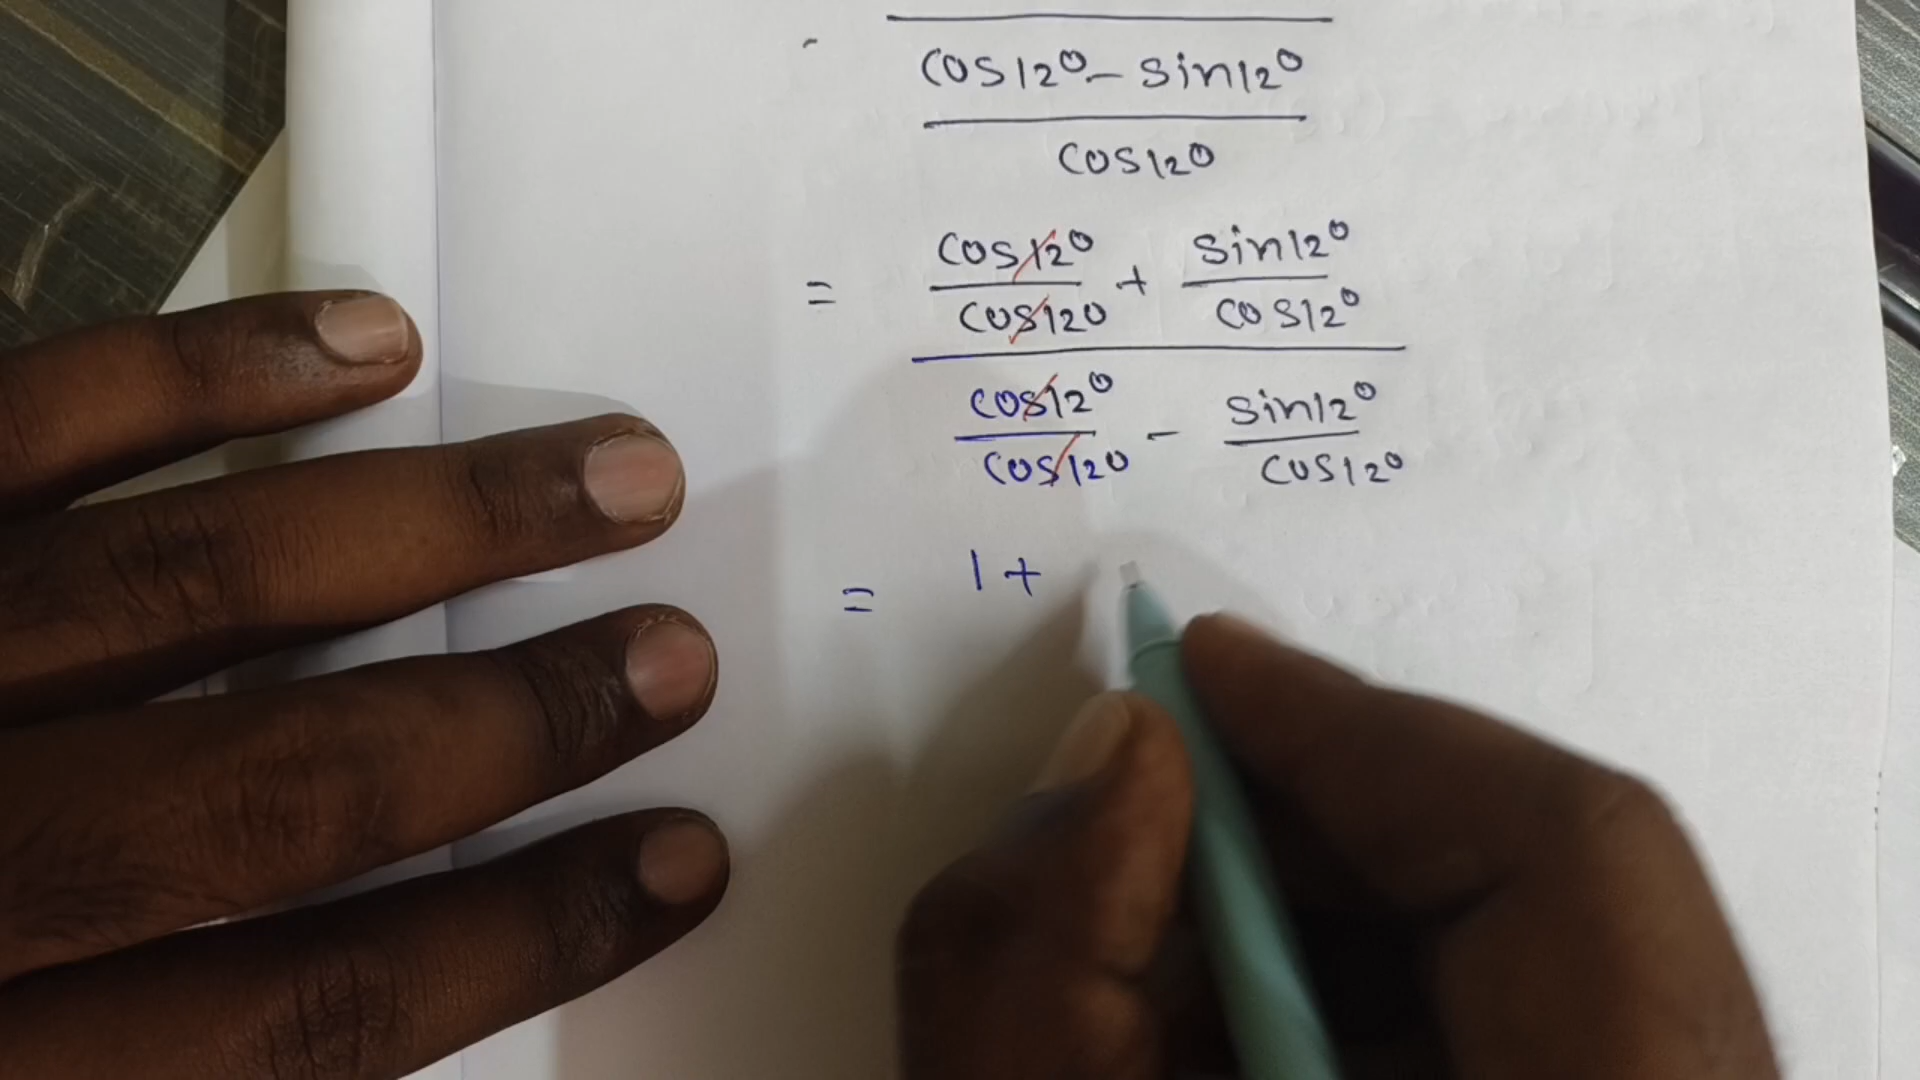 cos12° - sin12°
cos12°
= cos12° + sin12°
cos12° cos12°
cos12° - sin12°
cos12° cos12°
= 1 +